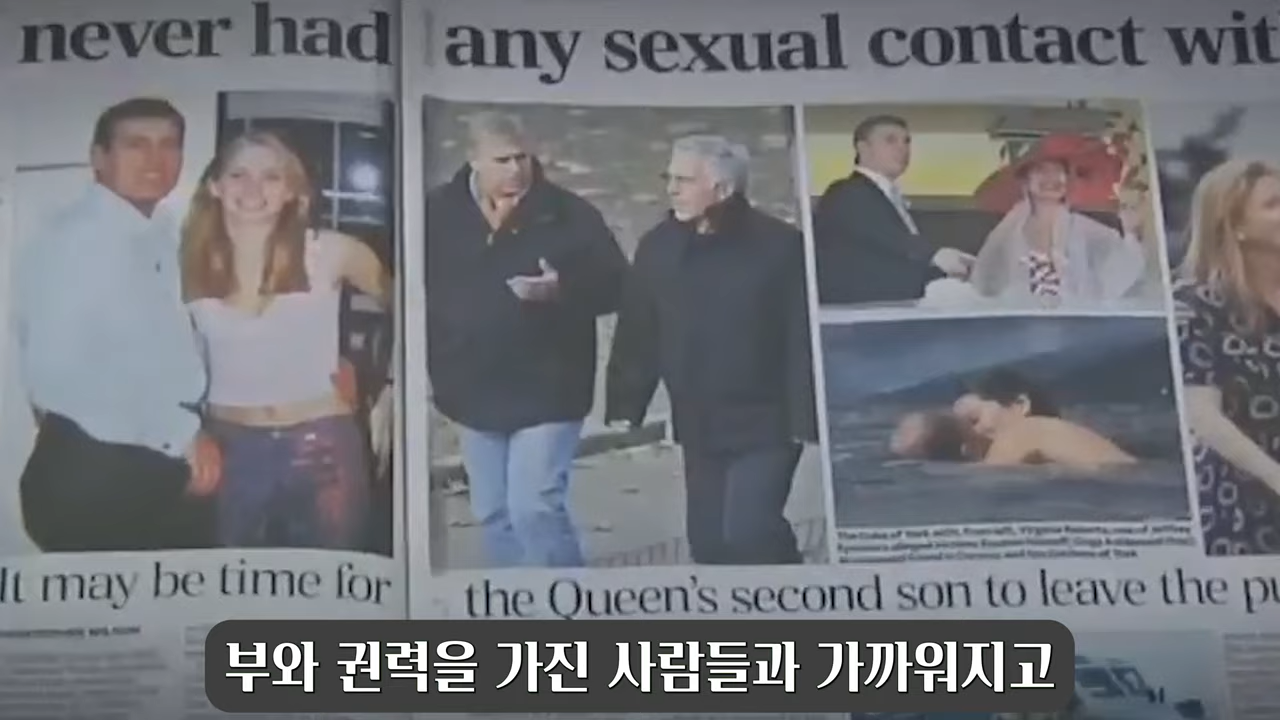 never had any sexual contact wit
It may be time for
the Queen's second son to leave the pu
부와 권력을 가진 사람들과 가까워지고